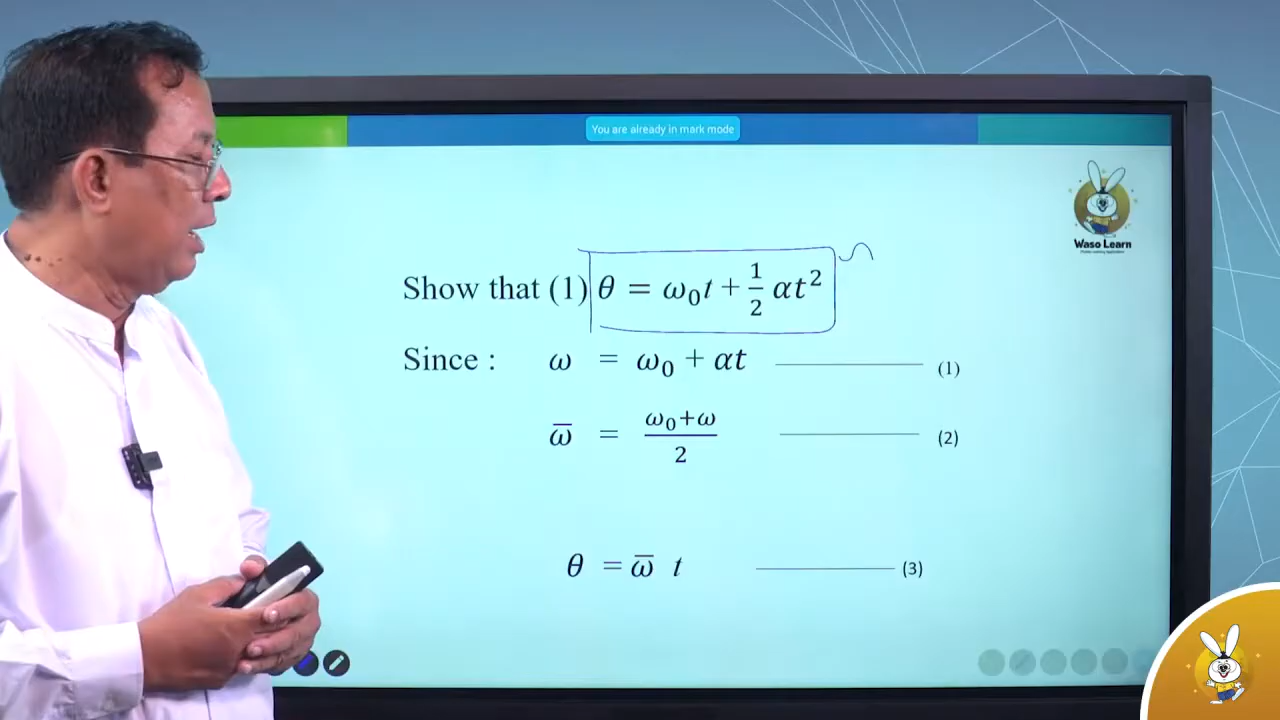 You are already in mark mode
Waso Learn
Show that (1) θ = ω₀t + 1/2 αt²
Since : ω = ω₀ + αt (1)
ω̅ = ω₀+ω/2 (2)
θ = ω̅ t (3)